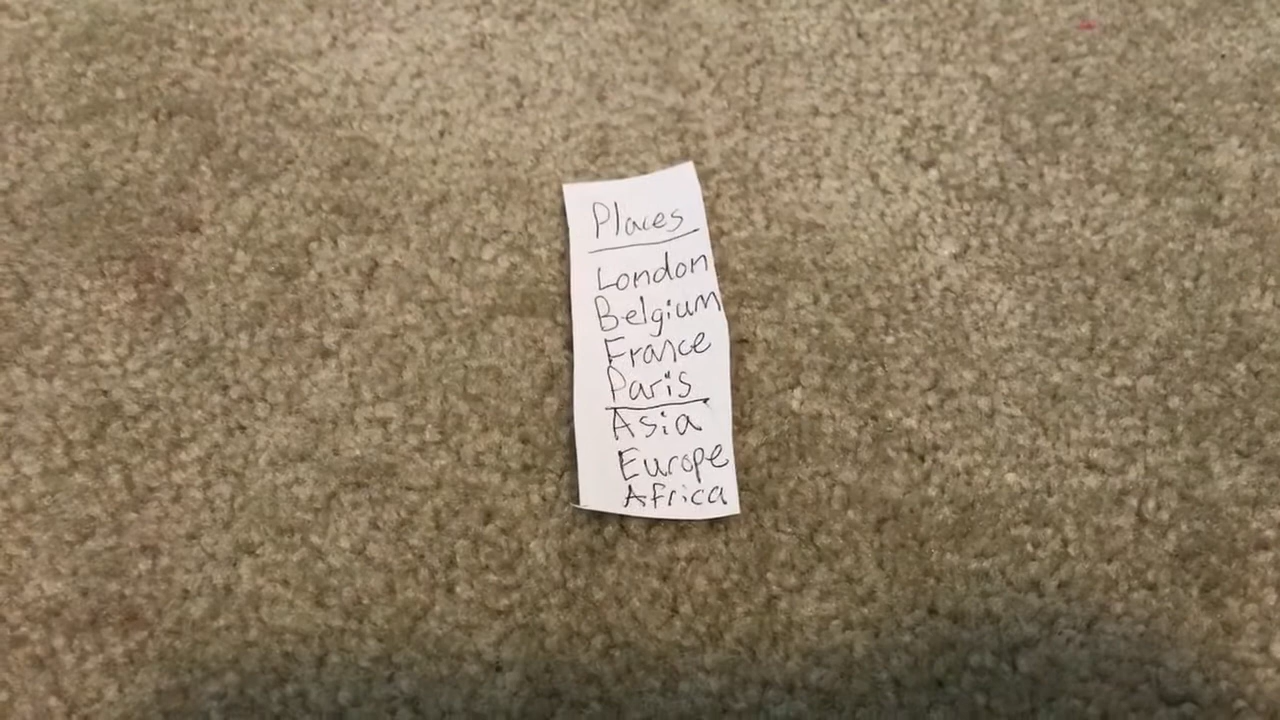 Places
London
Belgium
France
Paris
Asia
Europe
Africa